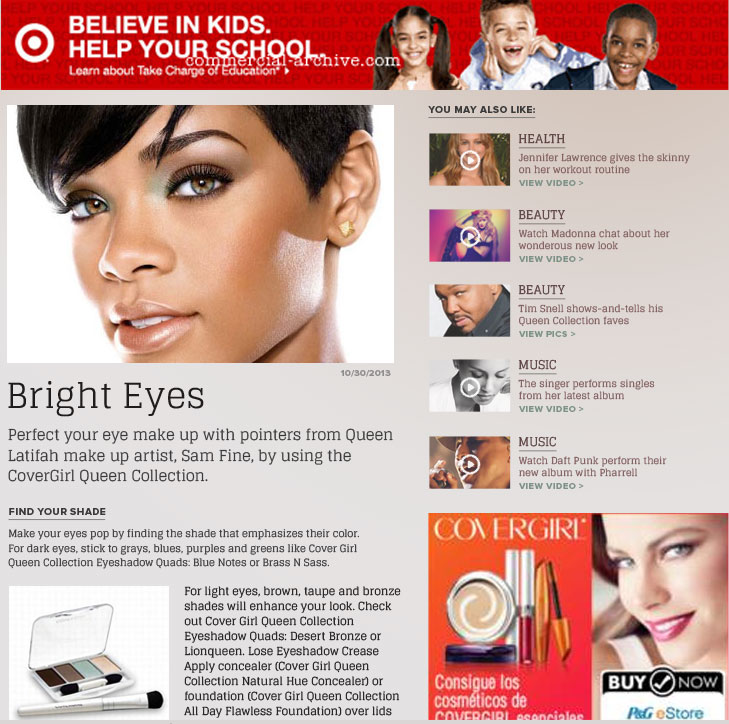 BELIEVE IN KIDS.
HELP YOUR SCHOOL.
commercial-archive.com
Learn about Take Charge of Education®
YOU MAY ALSO LIKE:
HEALTH
Jennifer Lawrence gives the skinny
on her workout routine
VIEW VIDEO >
BEAUTY
Watch Madonna chat about her
wonderous new look
VIEW VIDEO >
BEAUTY
Tim Snell shows-and-tells his
Queen Collection faves
VIEW PICS >
MUSIC
The singer performs singles
from her latest album
VIEW VIDEO >
MUSIC
Watch Daft Punk perform their
new album with Pharrell
VIEW VIDEO >
10/30/2013
Bright Eyes
Perfect your eye make up with pointers from Queen
Latifah make up artist, Sam Fine, by using the
CoverGirl Queen Collection.
FIND YOUR SHADE
Make your eyes pop by finding the shade that emphasizes their color.
For dark eyes, stick to grays, blues, purples and greens like Cover Girl
Queen Collection Eyeshadow Quads: Blue Notes or Brass N Sass.
For light eyes, brown, taupe and bronze
shades will enhance your look. Check
out Cover Girl Queen Collection
Eyeshadow Quads: Desert Bronze or
Lionqueen. Lose Eyeshadow Crease
Apply concealer (Cover Girl Queen
Collection Natural Hue Concealer) or
foundation (Cover Girl Queen Collection
All Day Flawless Foundation) over lids
COVERGIRL
Consigue los
cosméticos de
COVERGIRL esenciales
BUY NOW
P&G eStore